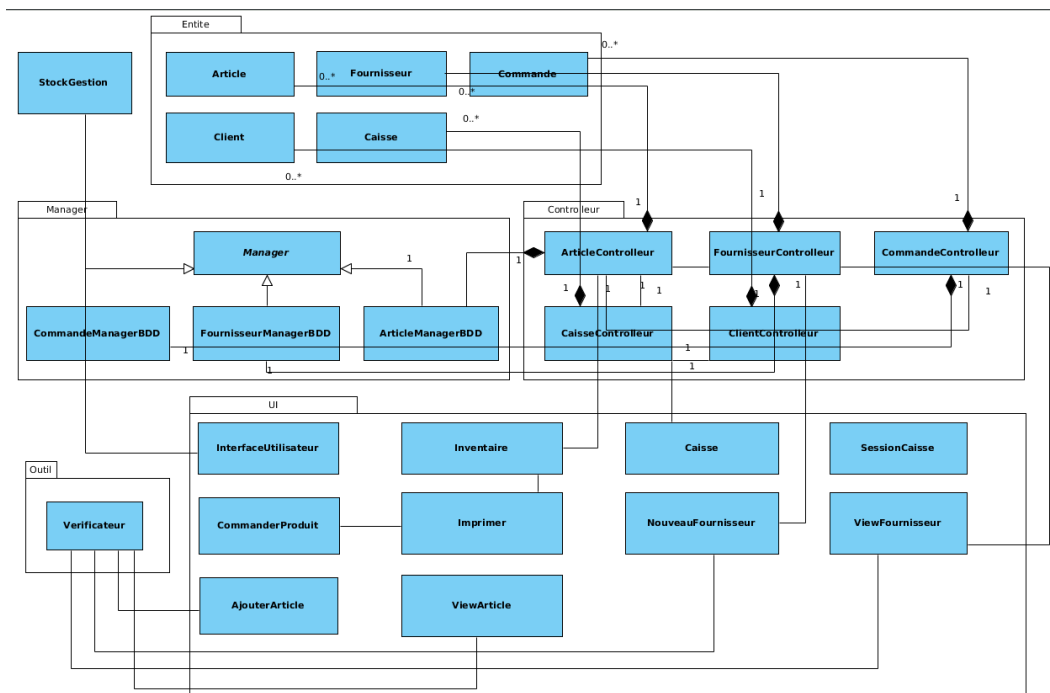 Entite
0..*
StockGestion
Article
Fournisseur
Commande
0..*
0..*
0..*
Client
Caisse
0..*
1
1
1
Manager
Controlleur
Manager
1
1
ArticleControlleur
FournisseurControlleur
CommandeControlleur
1
1
1
1
1
1
1
1
CommandeManagerBDD
FournisseurManagerBDD
ArticleManagerBDD
CaisseControlleur
ClientControlleur
1
1
1
1
UI
InterfaceUtilisateur
Inventaire
Caisse
SessionCaisse
Outil
Verificateur
CommanderProduit
Imprimer
NouveauFournisseur
ViewFournisseur
AjouterArticle
ViewArticle